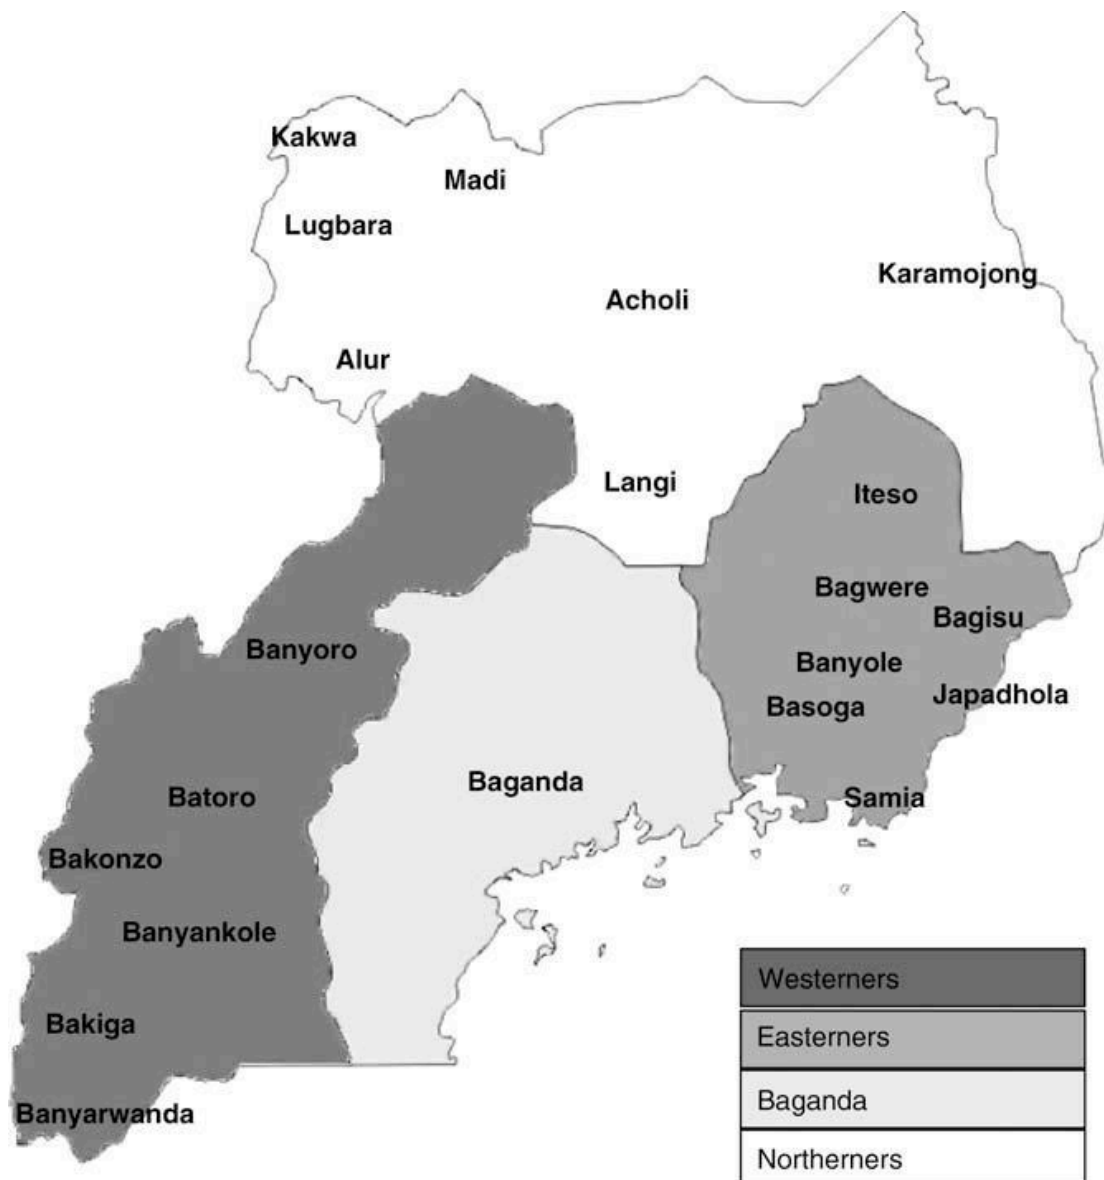 Kakwa
Madi
Lugbara
Karamojong
Acholi
Alur
Langi
Iteso
Bagwere
Bagisu
Banyoro
Banyole
Japadhola
Basoga
Baganda
Batoro
Samia
Bakonzo
Banyankole
Bakiga
Banyarwanda
Westerners
Easterners
Baganda
Northerners